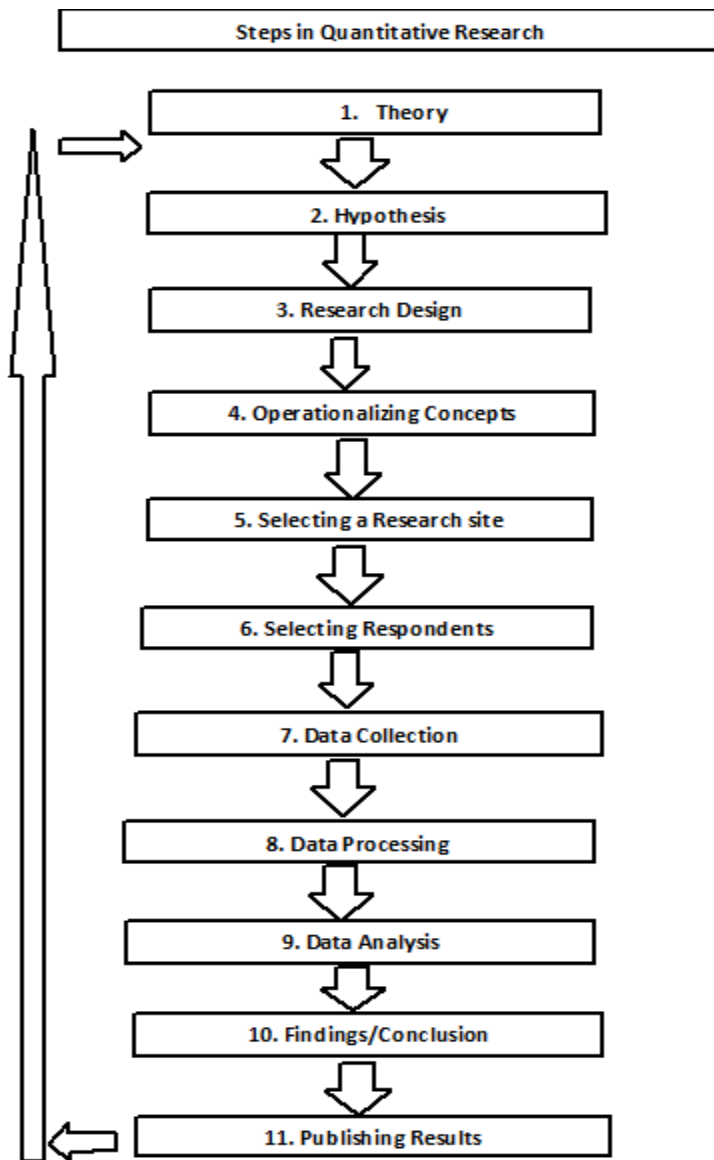 Steps in Quantitative Research
1. Theory
2. Hypothesis
3. Research Design
4. Operationalizing Concepts
5. Selecting a Research site
6. Selecting Respondents
7. Data Collection
8. Data Processing
9. Data Analysis
10. Findings/Conclusion
11. Publishing Results